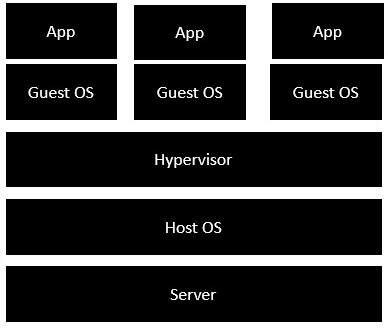 App App App
Guest OS Guest OS Guest OS
Hypervisor
Host OS
Server